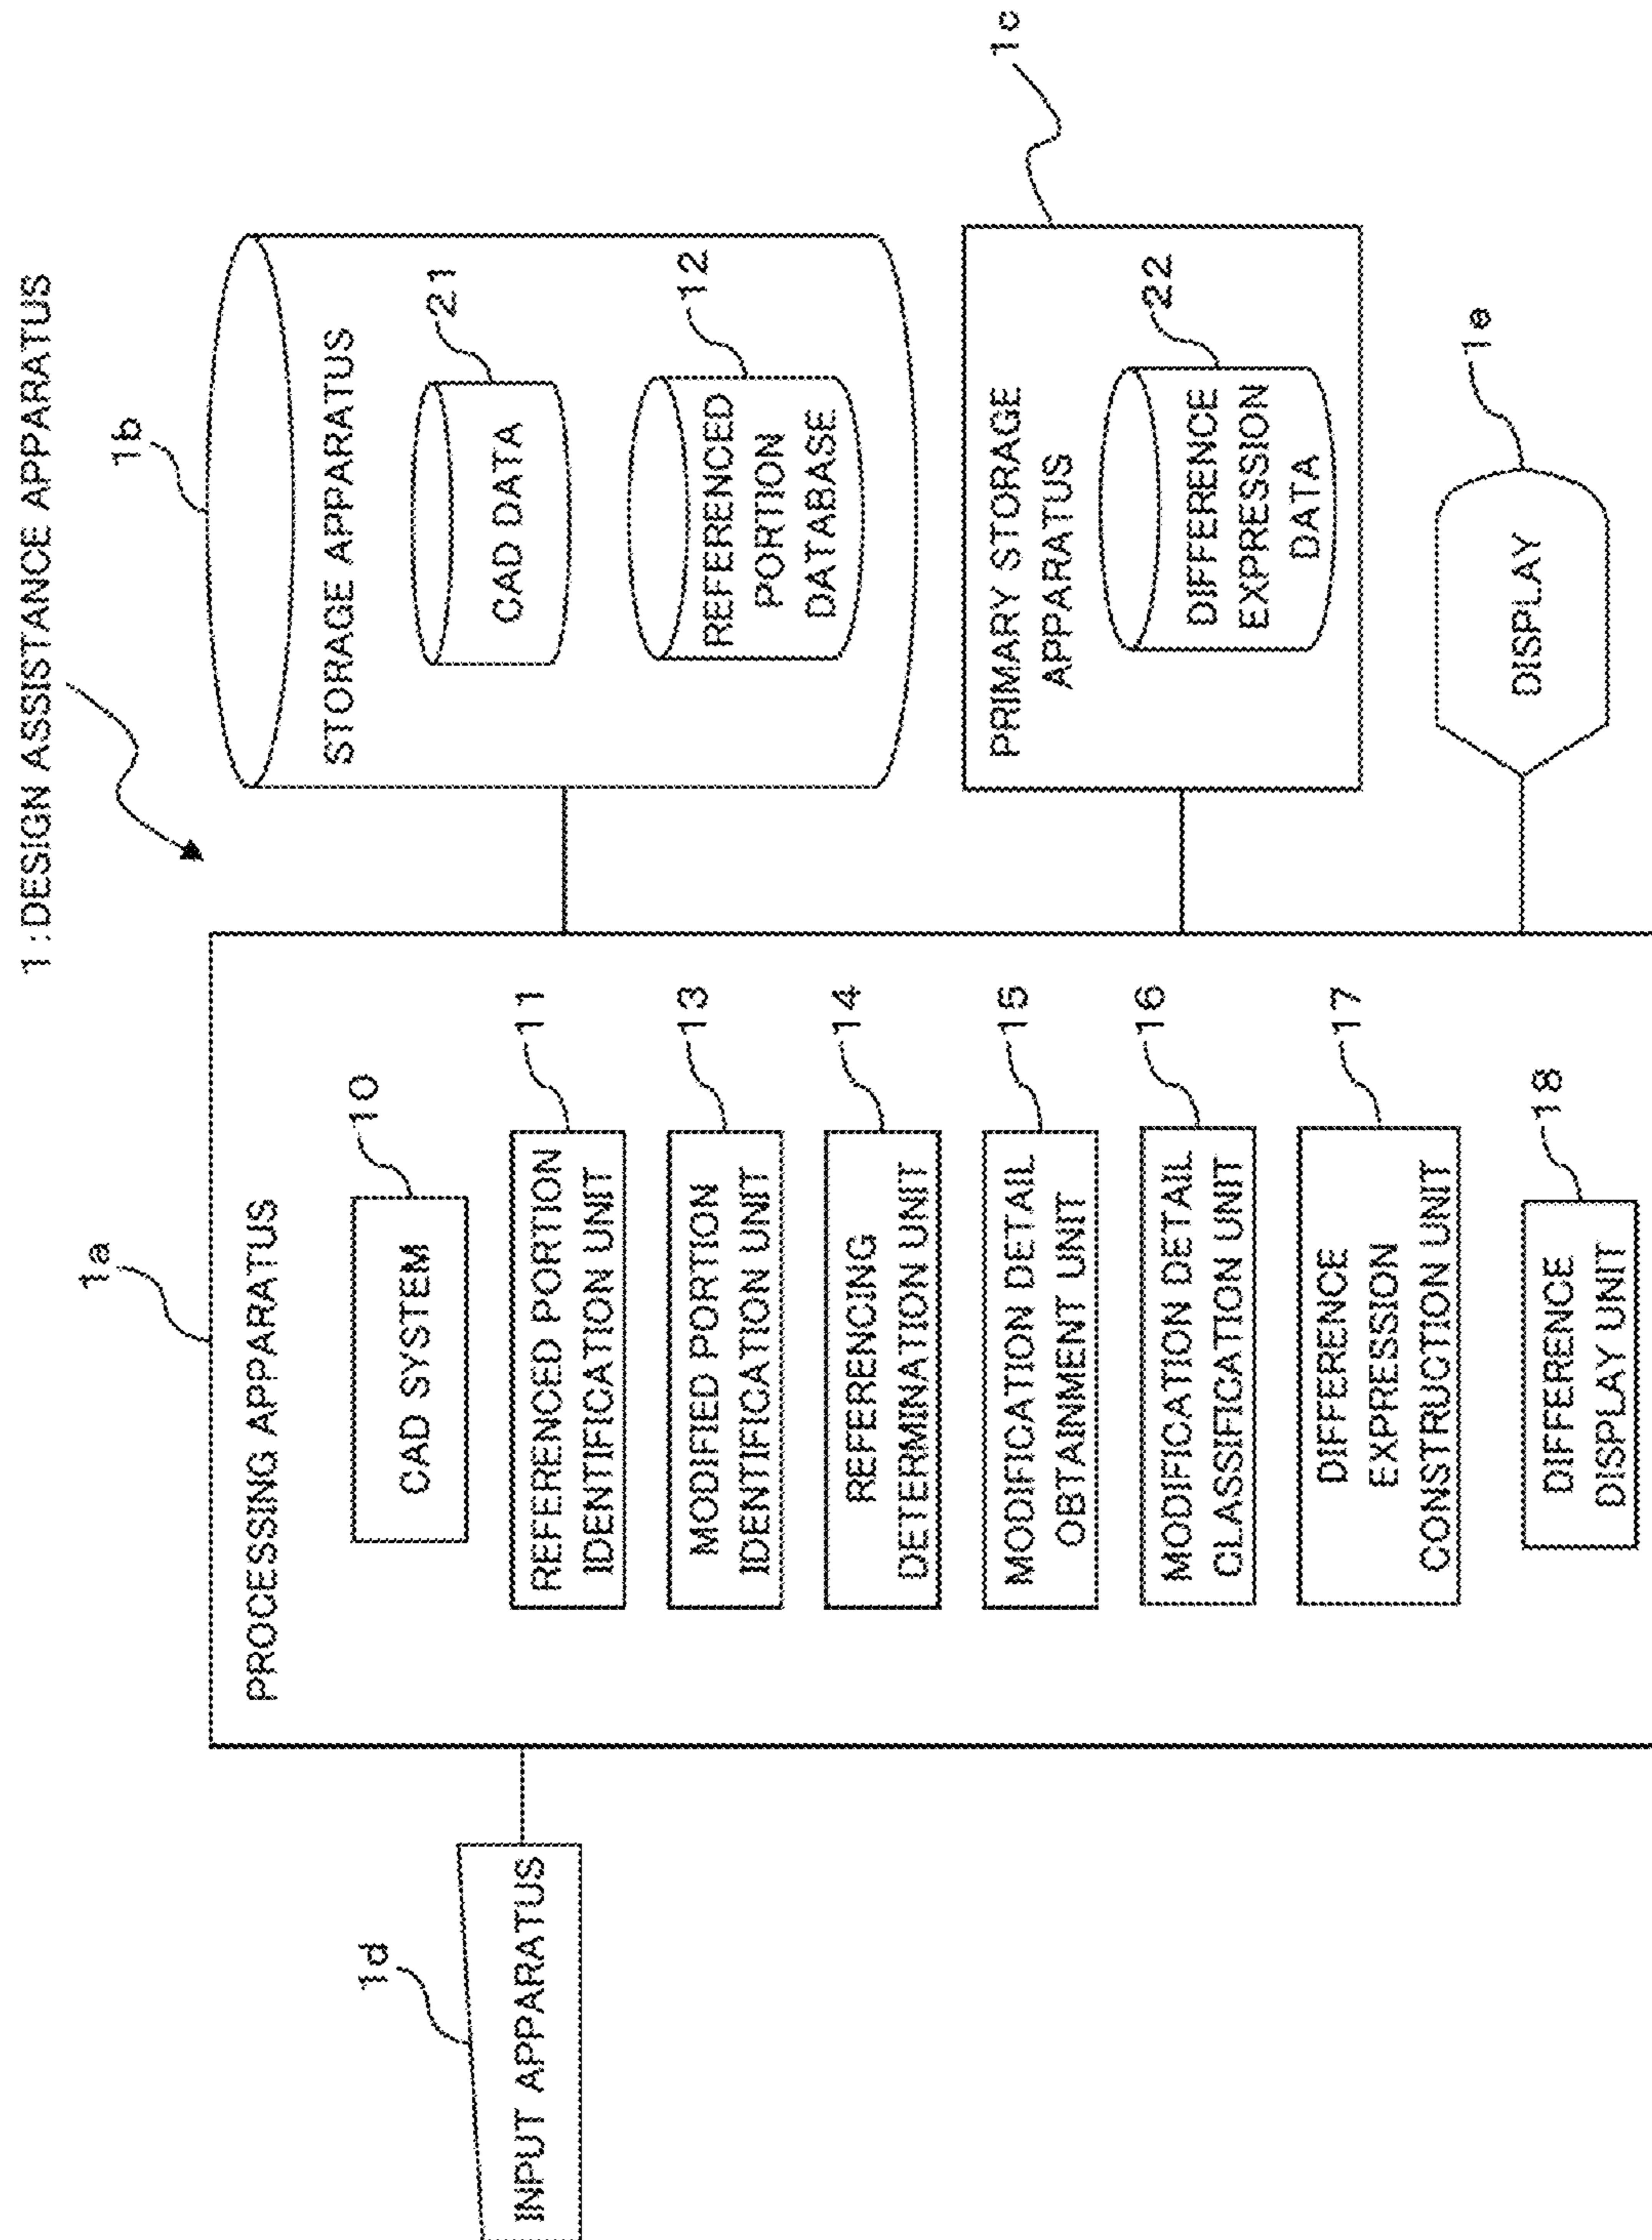 1:DESIGN ASSISTANCE APPARATUS
1d
INPUT APPARATUS
1a
PROCESSING APPARATUS
10
CAD SYSTEM
11
REFERENCED PORTION
IDENTIFICATION UNIT
13
MODIFIED PORTION
IDENTIFICATION UNIT
14
REFERENCING
DETERMINATION UNIT
15
MODIFICATION DETAIL
OBTAINMENT UNIT
16
MODIFICATION DETAIL
CLASSIFICATION UNIT
17
DIFFERENCE
EXPRESSION
CONSTRUCTION UNIT
18
DIFFERENCE
DISPLAY UNIT
1b
STORAGE APPARATUS
21
CAD DATA
12
REFERENCED
PORTION
DATABASE
1c
PRIMARY STORAGE
APPARATUS
22
DIFFERENCE
EXPRESSION
DATA
1e
DISPLAY